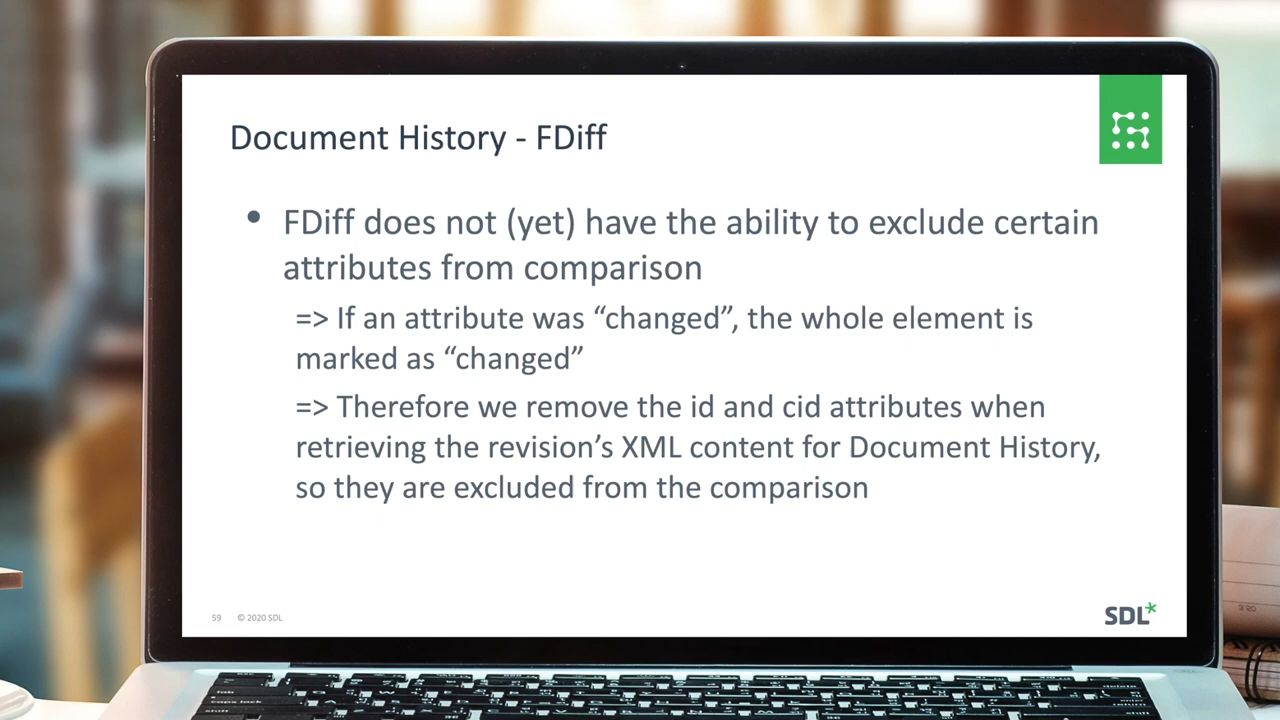 Document History - FDiff
• FDiff does not (yet) have the ability to exclude certain
attributes from comparison
=> If an attribute was “changed”, the whole element is
marked as “changed”
=> Therefore we remove the id and cid attributes when
retrieving the revision’s XML content for Document History,
so they are excluded from the comparison
59 © 2020 SDL
SDL*